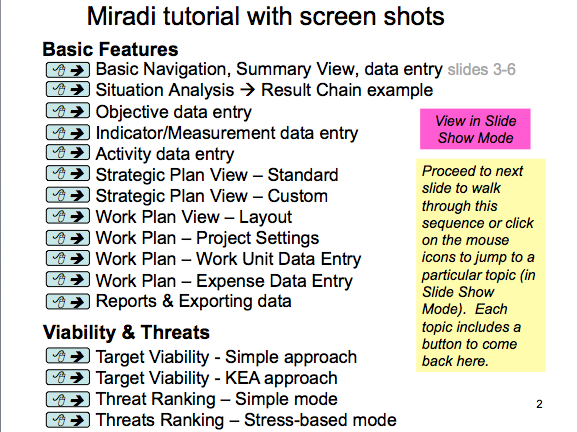 Miradi tutorial with screen shots
Basic Features
Basic Navigation, Summary View, data entry slides 3-6
Situation Analysis → Result Chain example
Objective data entry
Indicator/Measurement data entry
Activity data entry
Strategic Plan View – Standard
Strategic Plan View – Custom
Work Plan View – Layout
Work Plan – Project Settings
Work Plan – Work Unit Data Entry
Work Plan – Expense Data Entry
Reports & Exporting data
Viability & Threats
Target Viability - Simple approach
Target Viability - KEA approach
Threat Ranking – Simple mode
Threats Ranking – Stress-based mode
View in Slide
Show Mode
Proceed to next
slide to walk
through this
sequence or click
on the mouse
icons to jump to a
particular topic (in
Slide Show
Mode).  Each
topic includes a
button to come
back here.
2